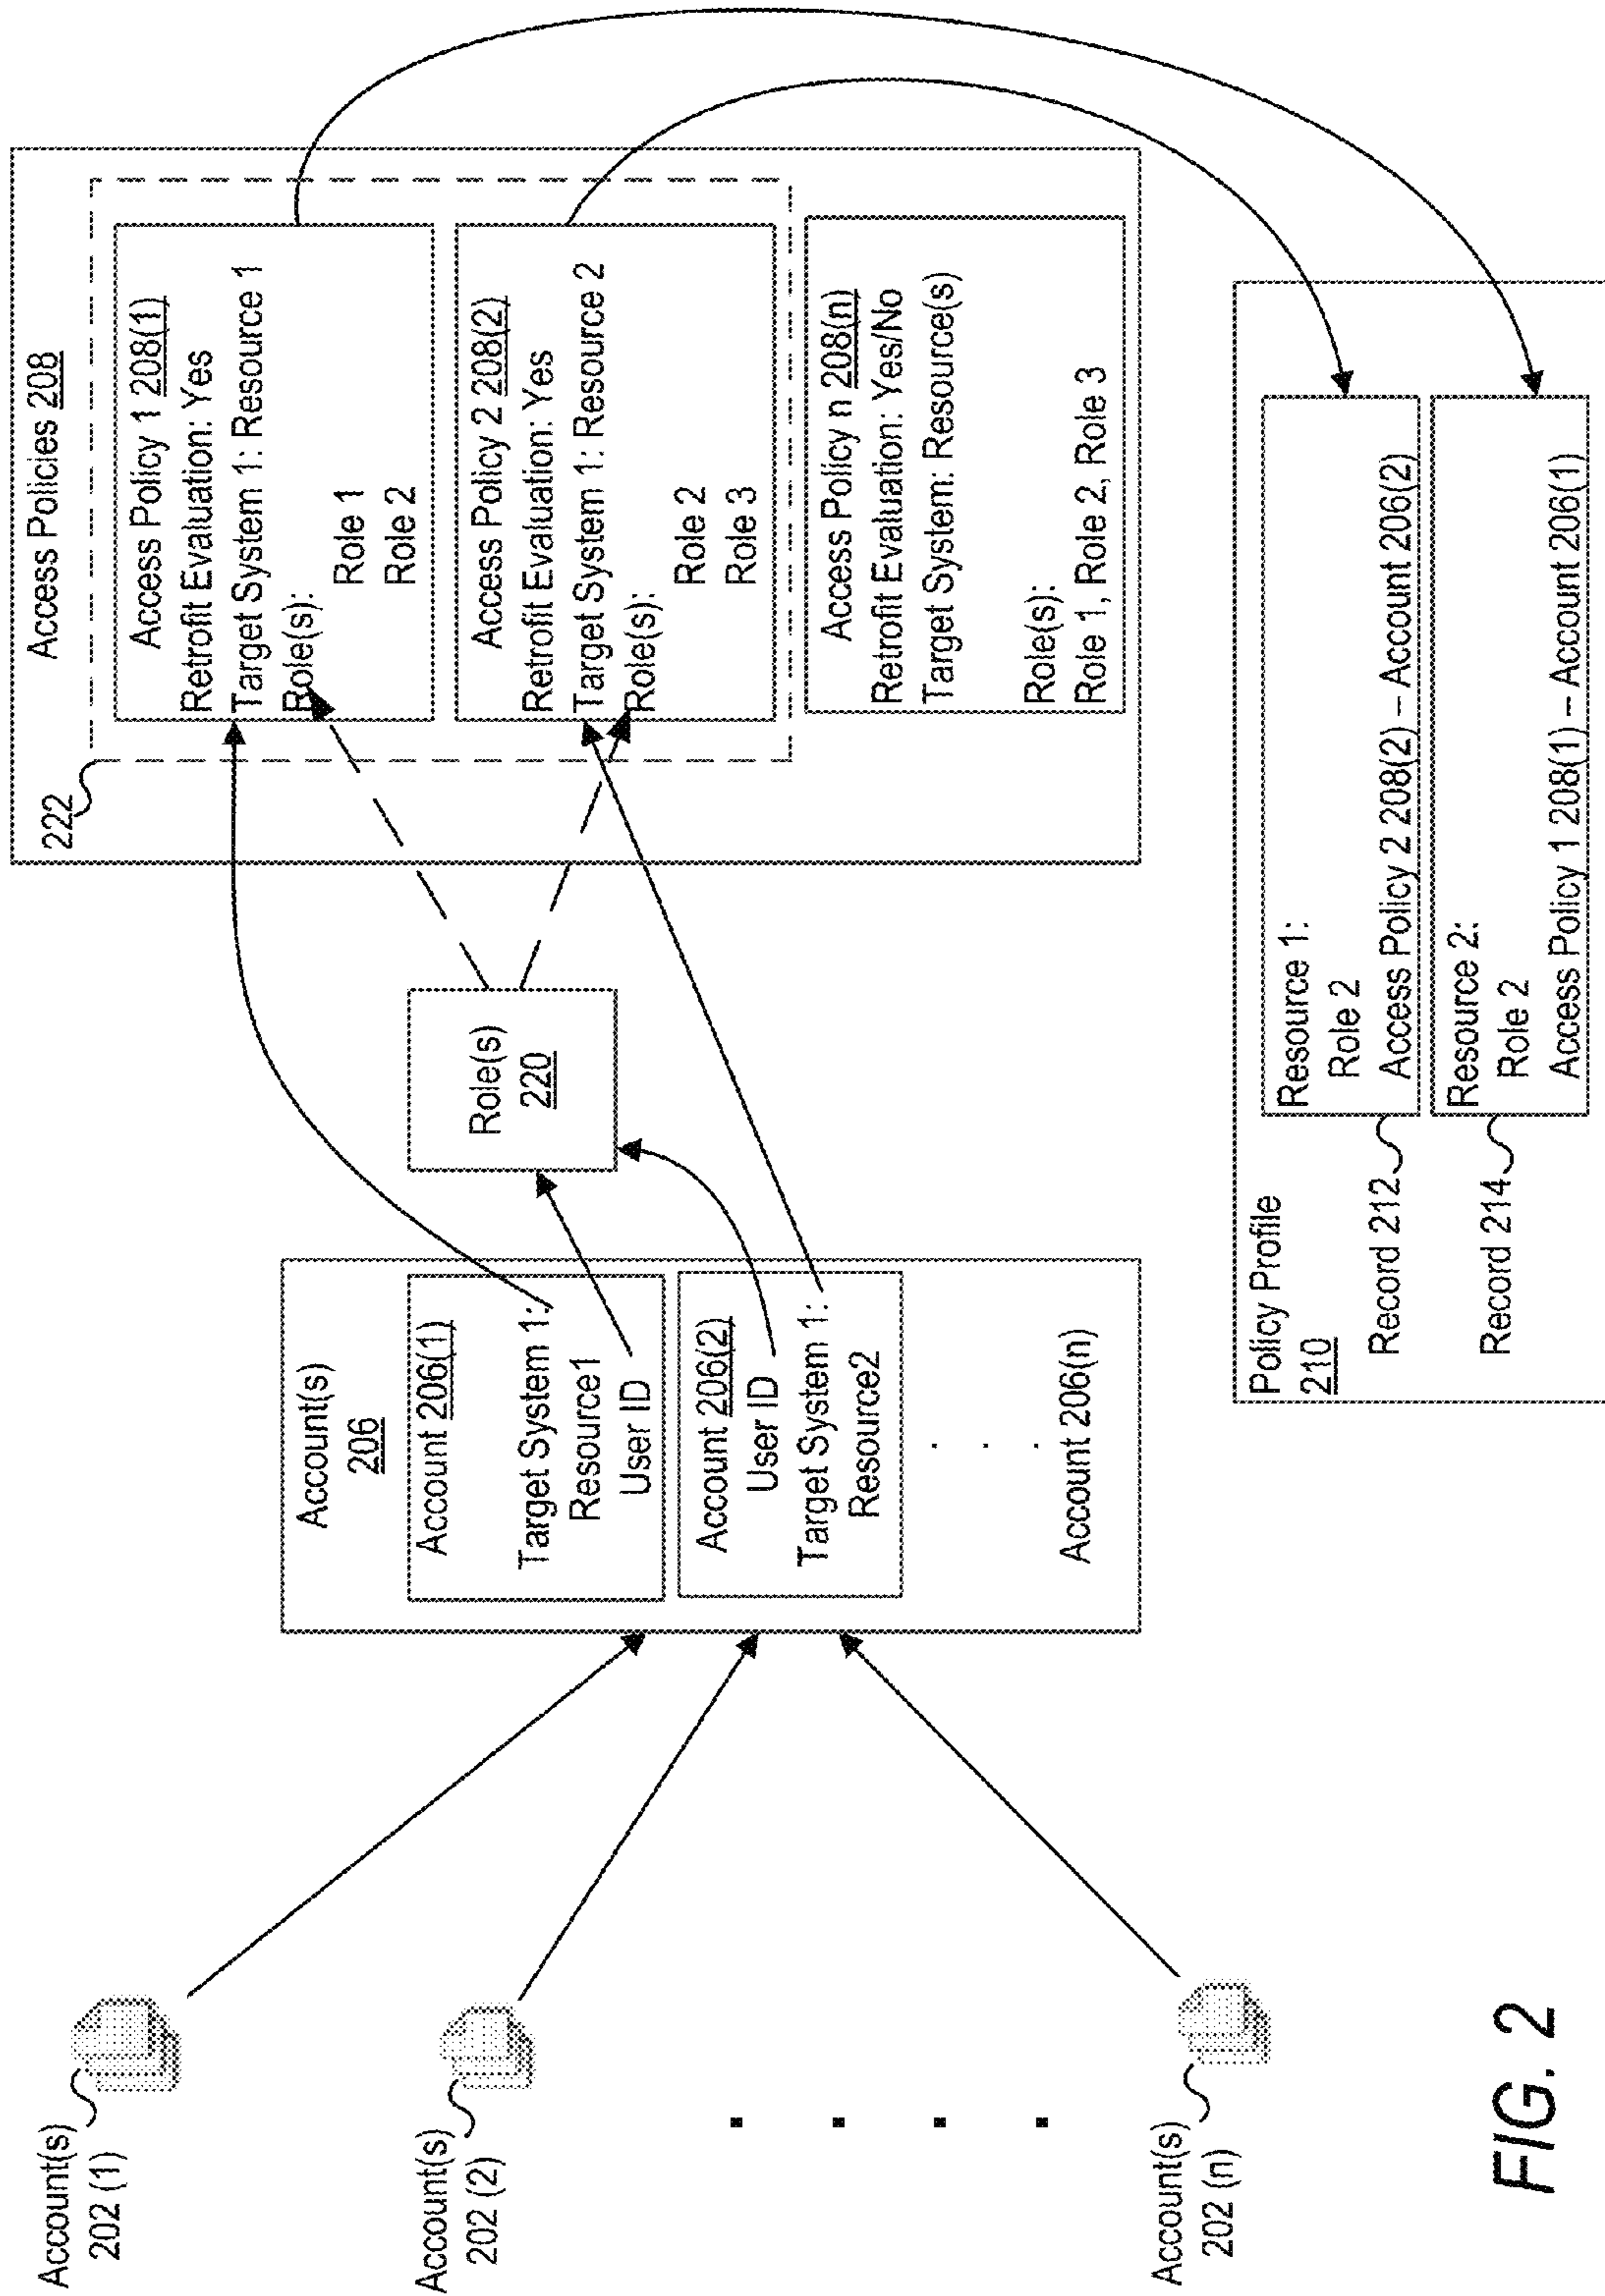 Account(s)
202 (1)
Account(s)
202 (2)
Account(s)
202 (n)
Account(s)
206
Account 206(1)
Target System 1:
Resource1
User ID
Account 206(2)
User ID
Target System 1:
Resource2
. . .
Account 206(n)
Role(s)
220
Access Policies 208
222
Access Policy 1 208(1)
Retrofit Evaluation: Yes
Target System 1: Resource 1
Role(s):
Role 1
Role 2
Access Policy 2 208(2)
Retrofit Evaluation: Yes
Target System 1: Resource 2
Role(s):
Role 2
Role 3
Access Policy n 208(n)
Retrofit Evaluation: Yes/No
Target System: Resource(s)
Role(s):
Role 1, Role 2, Role 3
Policy Profile
210
Record 212
Resource 1:
Role 2
Access Policy 2 208(2) – Account 206(2)
Record 214
Resource 2:
Role 2
Access Policy 1 208(1) – Account 206(1)
FIG. 2